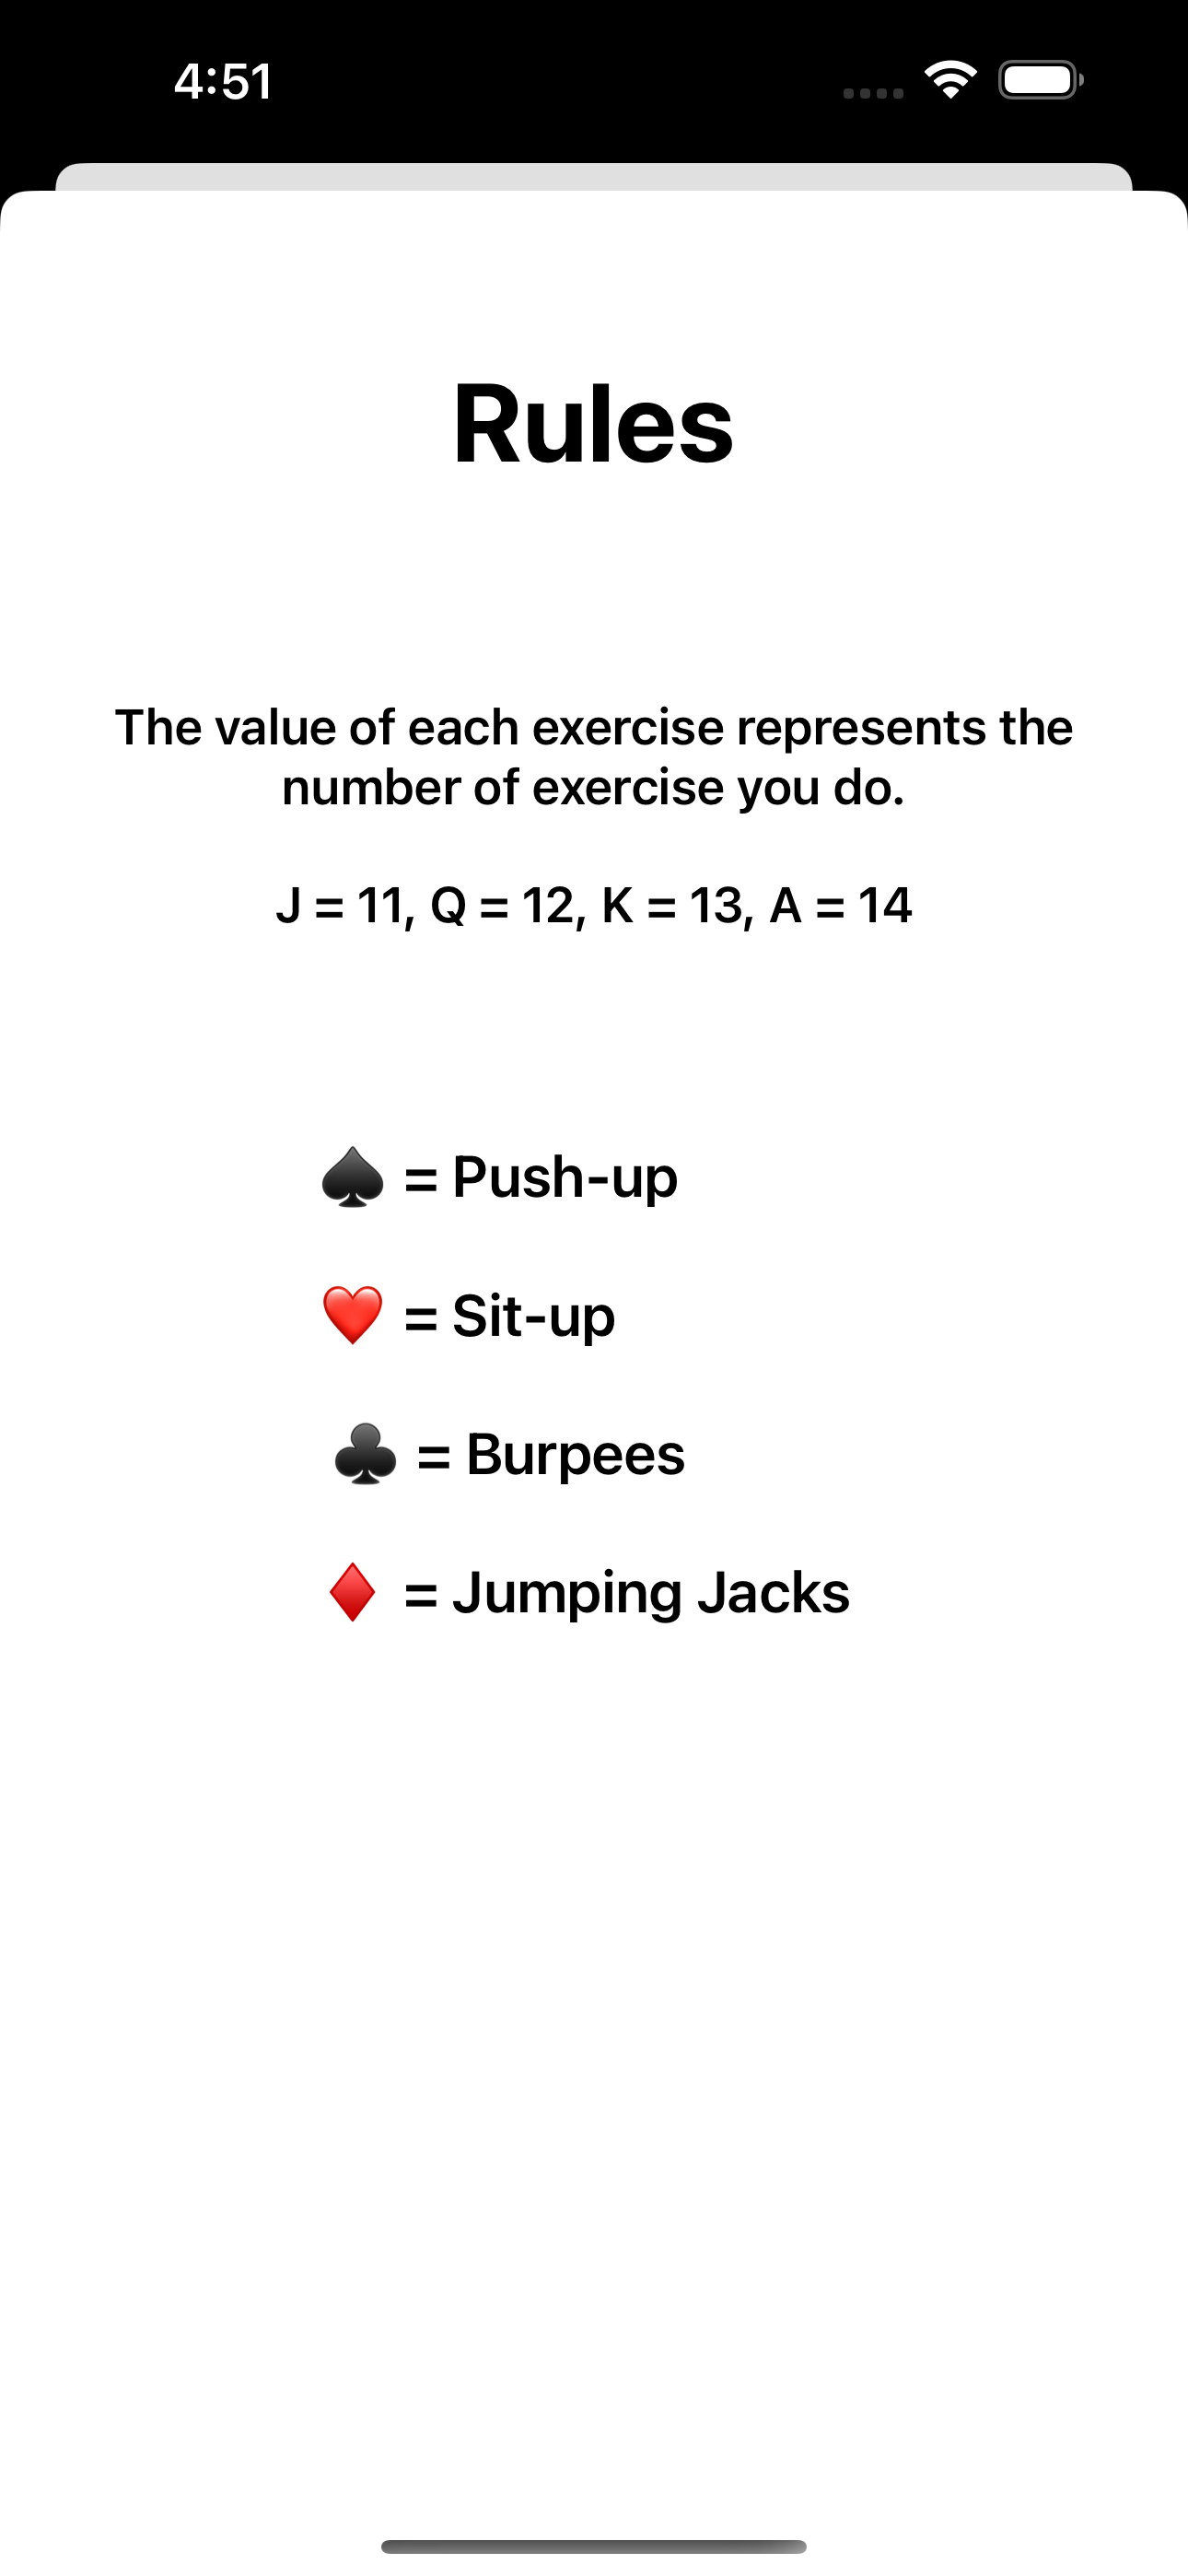 4:51
Rules
The value of each exercise represents the
number of exercise you do.
J = 11, Q = 12, K = 13, A = 14
♠️ = Push-up
❤️ = Sit-up
♣️ = Burpees
♦️ = Jumping Jacks